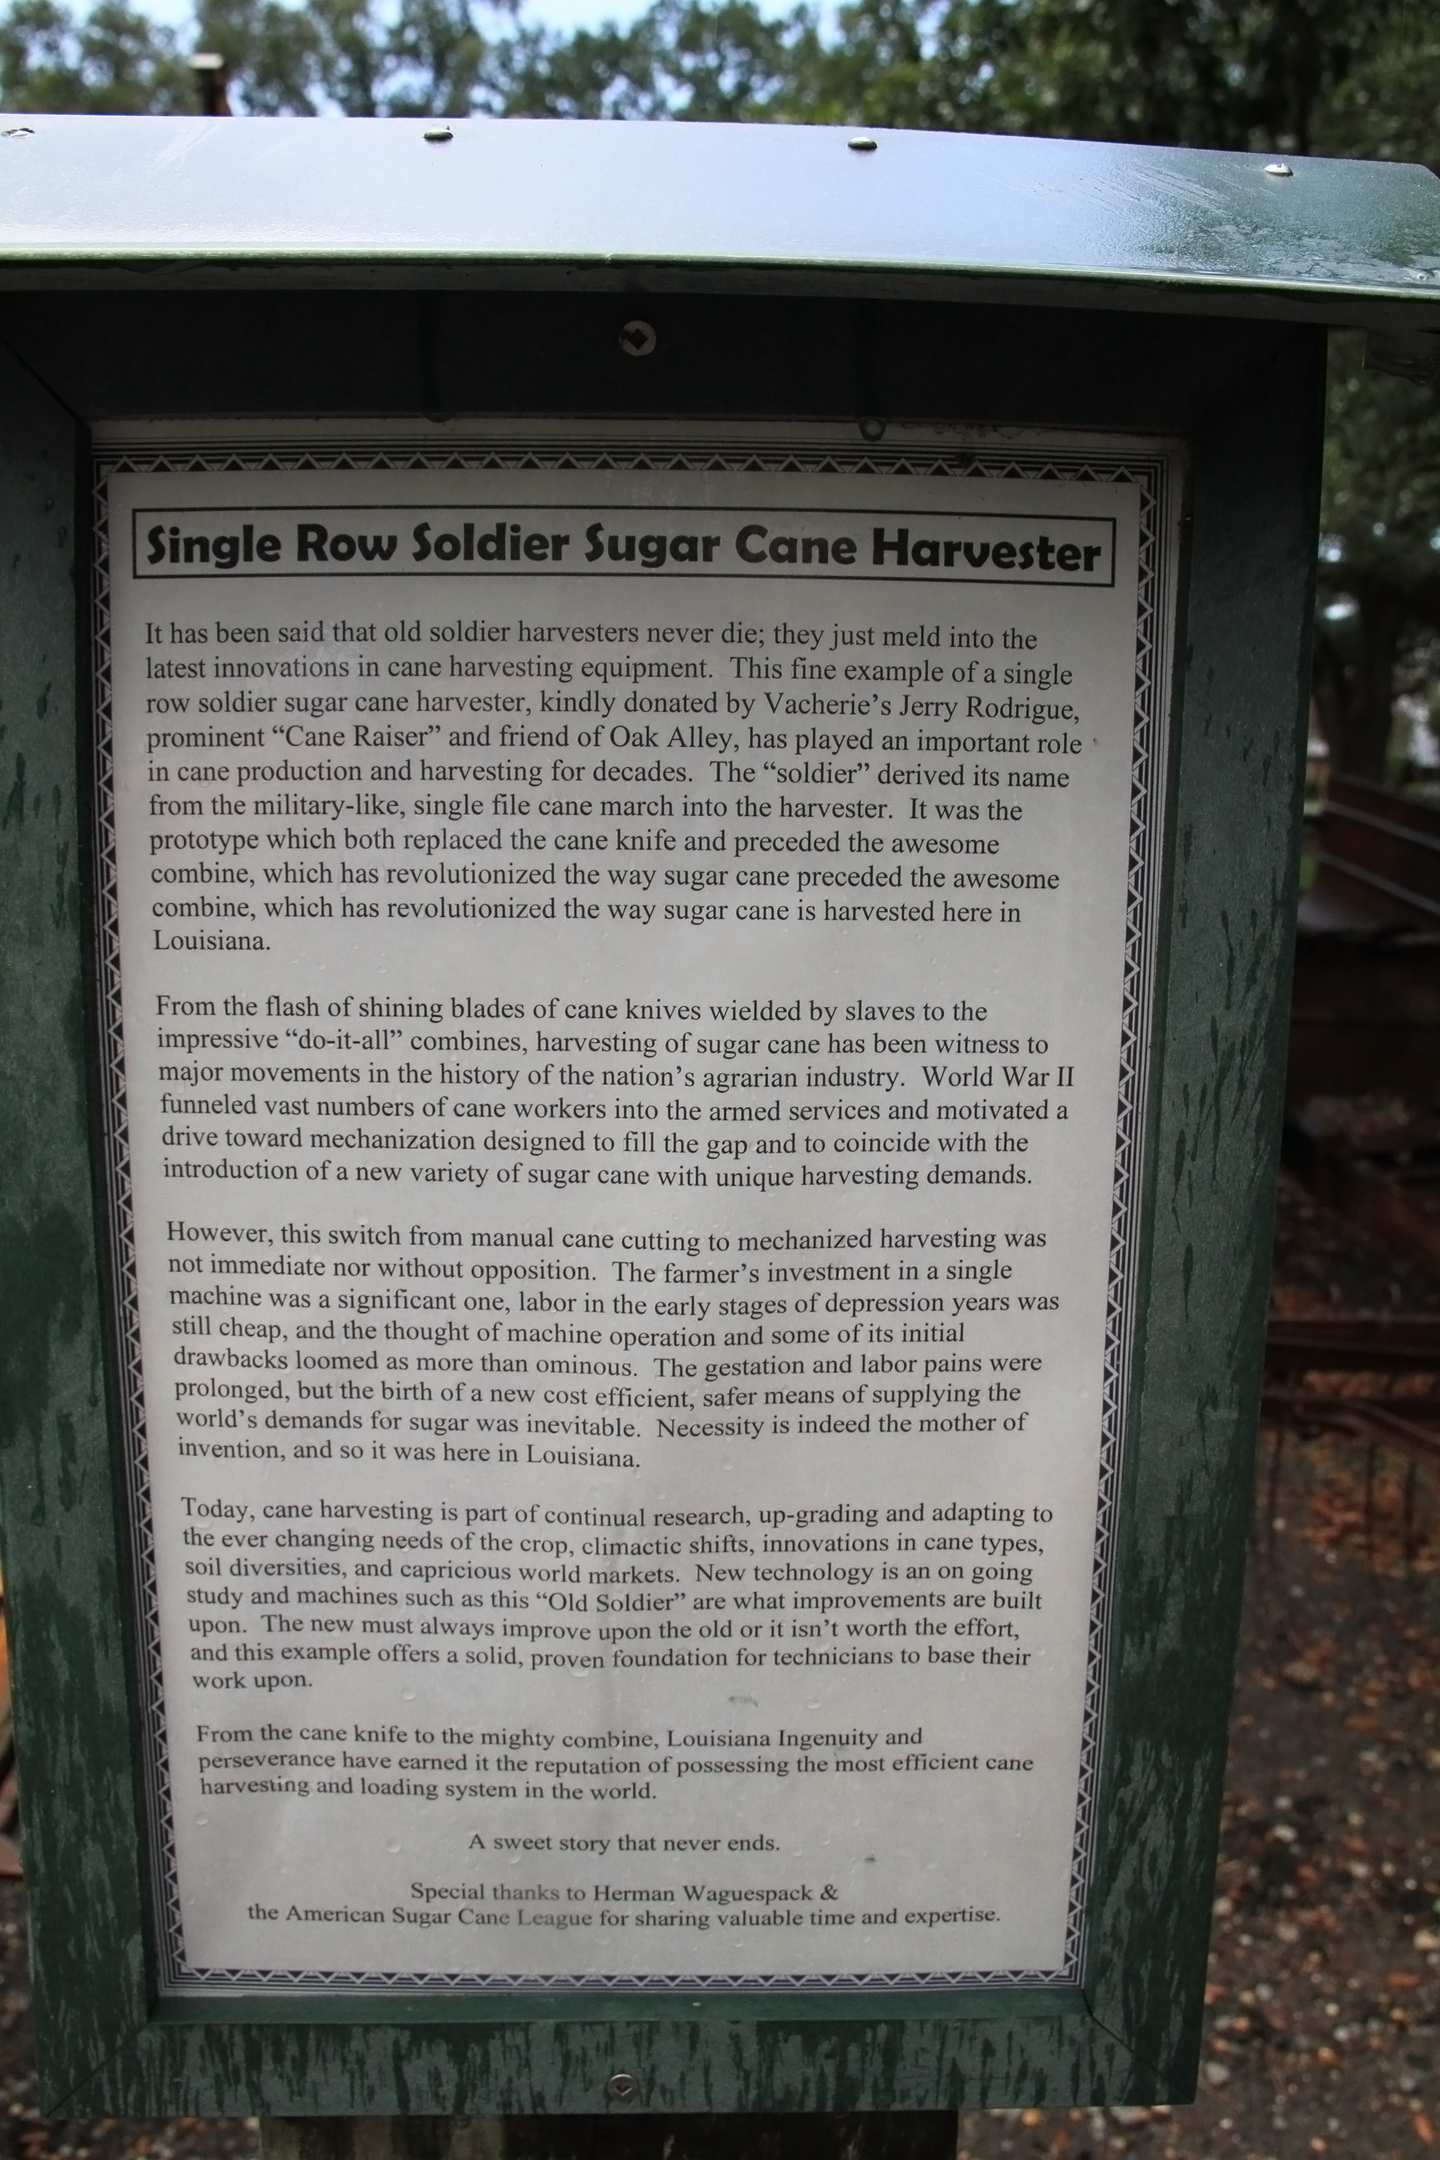 Single Row Soldier Sugar Cane Harvester
It has been said that old soldier harvesters never die; they just meld into the
latest innovations in cane harvesting equipment. This fine example of a single
row soldier sugar cane harvester, kindly donated by Vacherie's Jerry Rodrigue,
prominent “Cane Raiser” and friend of Oak Alley, has played an important role
in cane production and harvesting for decades. The “soldier” derived its name
from the military-like, single file cane march into the harvester. It was the
prototype which both replaced the cane knife and preceded the awesome
combine, which has revolutionized the way sugar cane preceded the awesome
combine, which has revolutionized the way sugar cane is harvested here in
Louisiana.
From the flash of shining blades of cane knives wielded by slaves to the
impressive “do-it-all” combines, harvesting of sugar cane has been witness to
major movements in the history of the nation’s agrarian industry. World War II
funneled vast numbers of cane workers into the armed services and motivated a
drive toward mechanization designed to fill the gap and to coincide with the
introduction of a new variety of sugar cane with unique harvesting demands.
However, this switch from manual cane cutting to mechanized harvesting was
not immediate nor without opposition. The farmer’s investment in a single
machine was a significant one, labor in the early stages of depression years was
still cheap, and the thought of machine operation and some of its initial
drawbacks loomed as more than ominous. The gestation and labor pains were
prolonged, but the birth of a new cost efficient, safer means of supplying the
world’s demands for sugar was inevitable. Necessity is indeed the mother of
invention, and so it was here in Louisiana.
Today, cane harvesting is part of continual research, up-grading and adapting to
the ever changing needs of the crop, climactic shifts, innovations in cane types,
soil diversities, and capricious world markets. New technology is an on going
study and machines such as this “Old Soldier” are what improvements are built
upon. The new must always improve upon the old or it isn’t worth the effort,
and this example offers a solid, proven foundation for technicians to base their
work upon.
From the cane knife to the mighty combine, Louisiana Ingenuity and
perseverance have earned it the reputation of possessing the most efficient cane
harvesting and loading system in the world.
A sweet story that never ends.
Special thanks to Herman Waguespack &
the American Sugar Cane League for sharing valuable time and expertise.